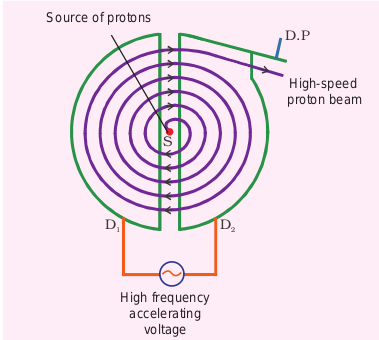 Source of protons
D.P
High-speed
proton beam
S
D₁
D₂
High frequency
accelerating
voltage